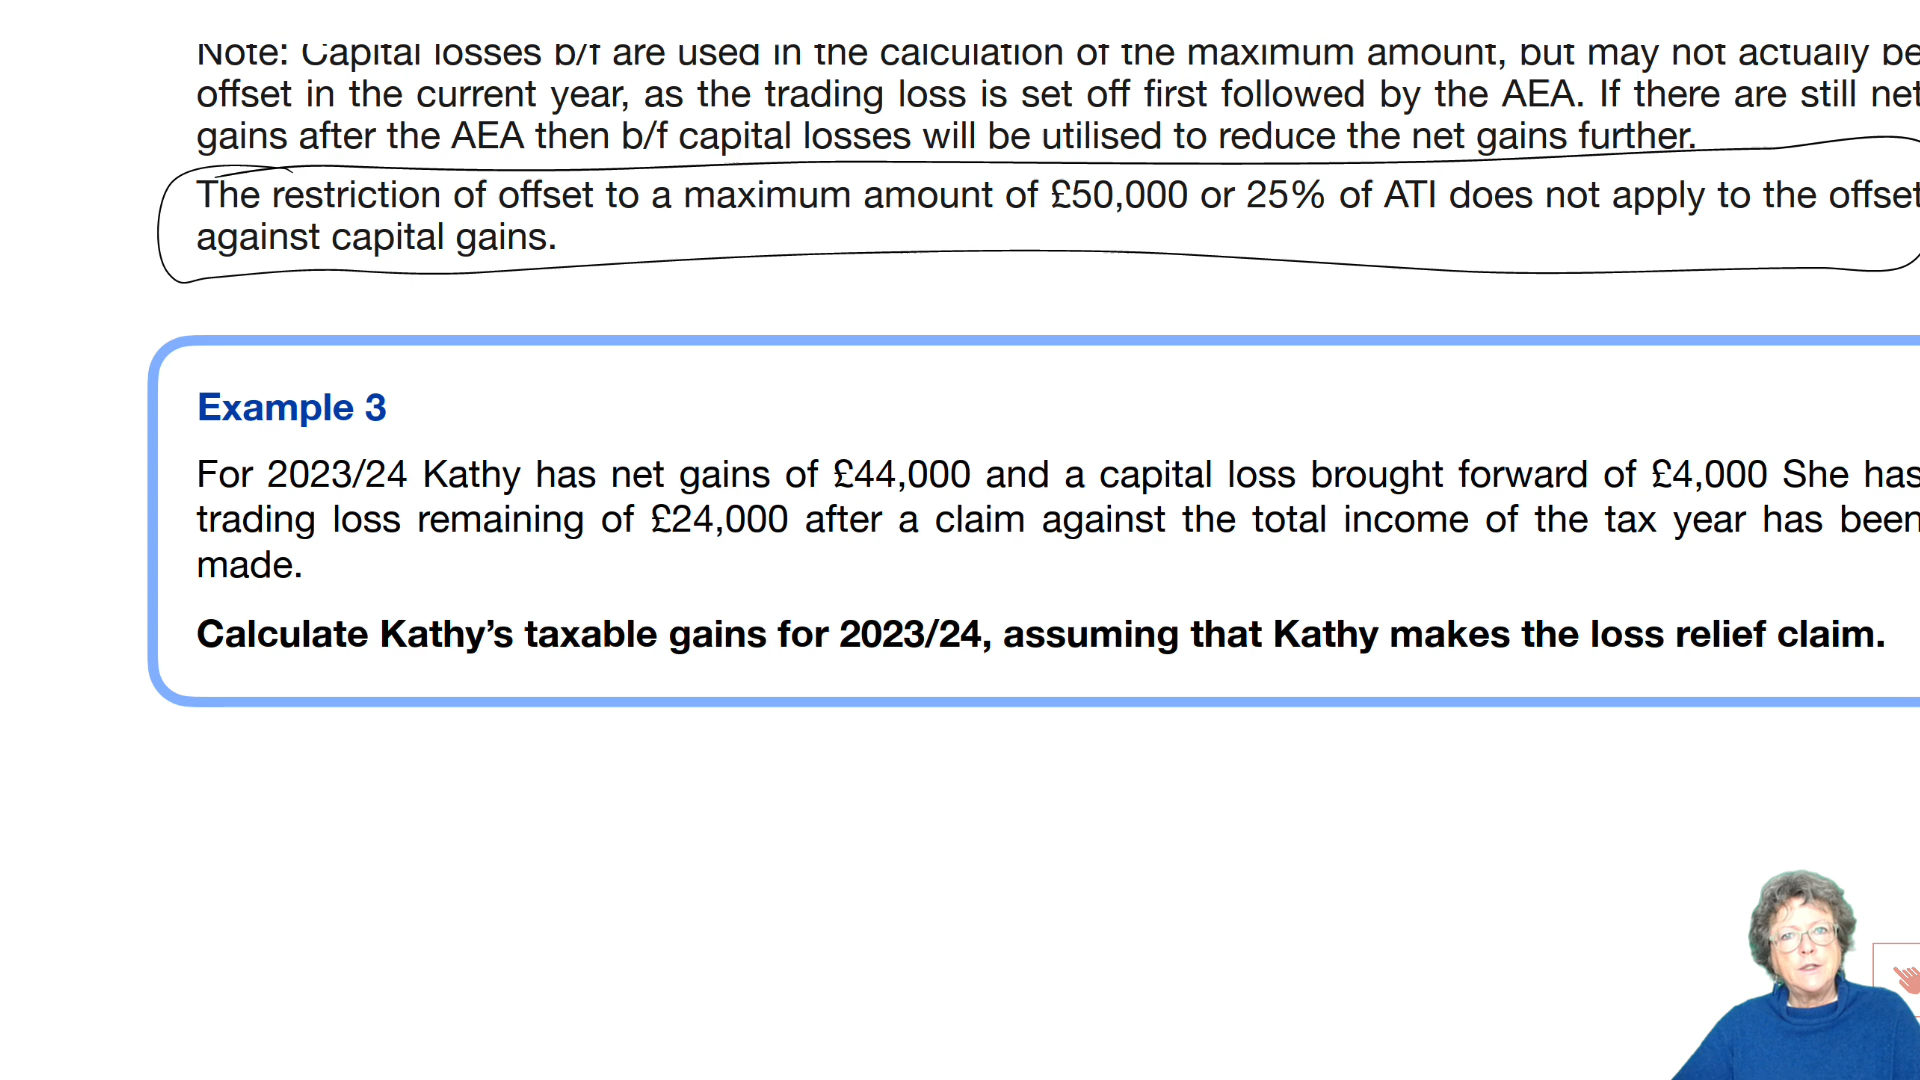 Note: Capital losses b/f are used in the calculation of the maximum amount, but may not actually be
offset in the current year, as the trading loss is set off first followed by the AEA. If there are still net
gains after the AEA then b/f capital losses will be utilised to reduce the net gains further.
The restriction of offset to a maximum amount of £50,000 or 25% of ATI does not apply to the offset
against capital gains.
Example 3
For 2023/24 Kathy has net gains of £44,000 and a capital loss brought forward of £4,000 She has
trading loss remaining of £24,000 after a claim against the total income of the tax year has been
made.
Calculate Kathy’s taxable gains for 2023/24, assuming that Kathy makes the loss relief claim.